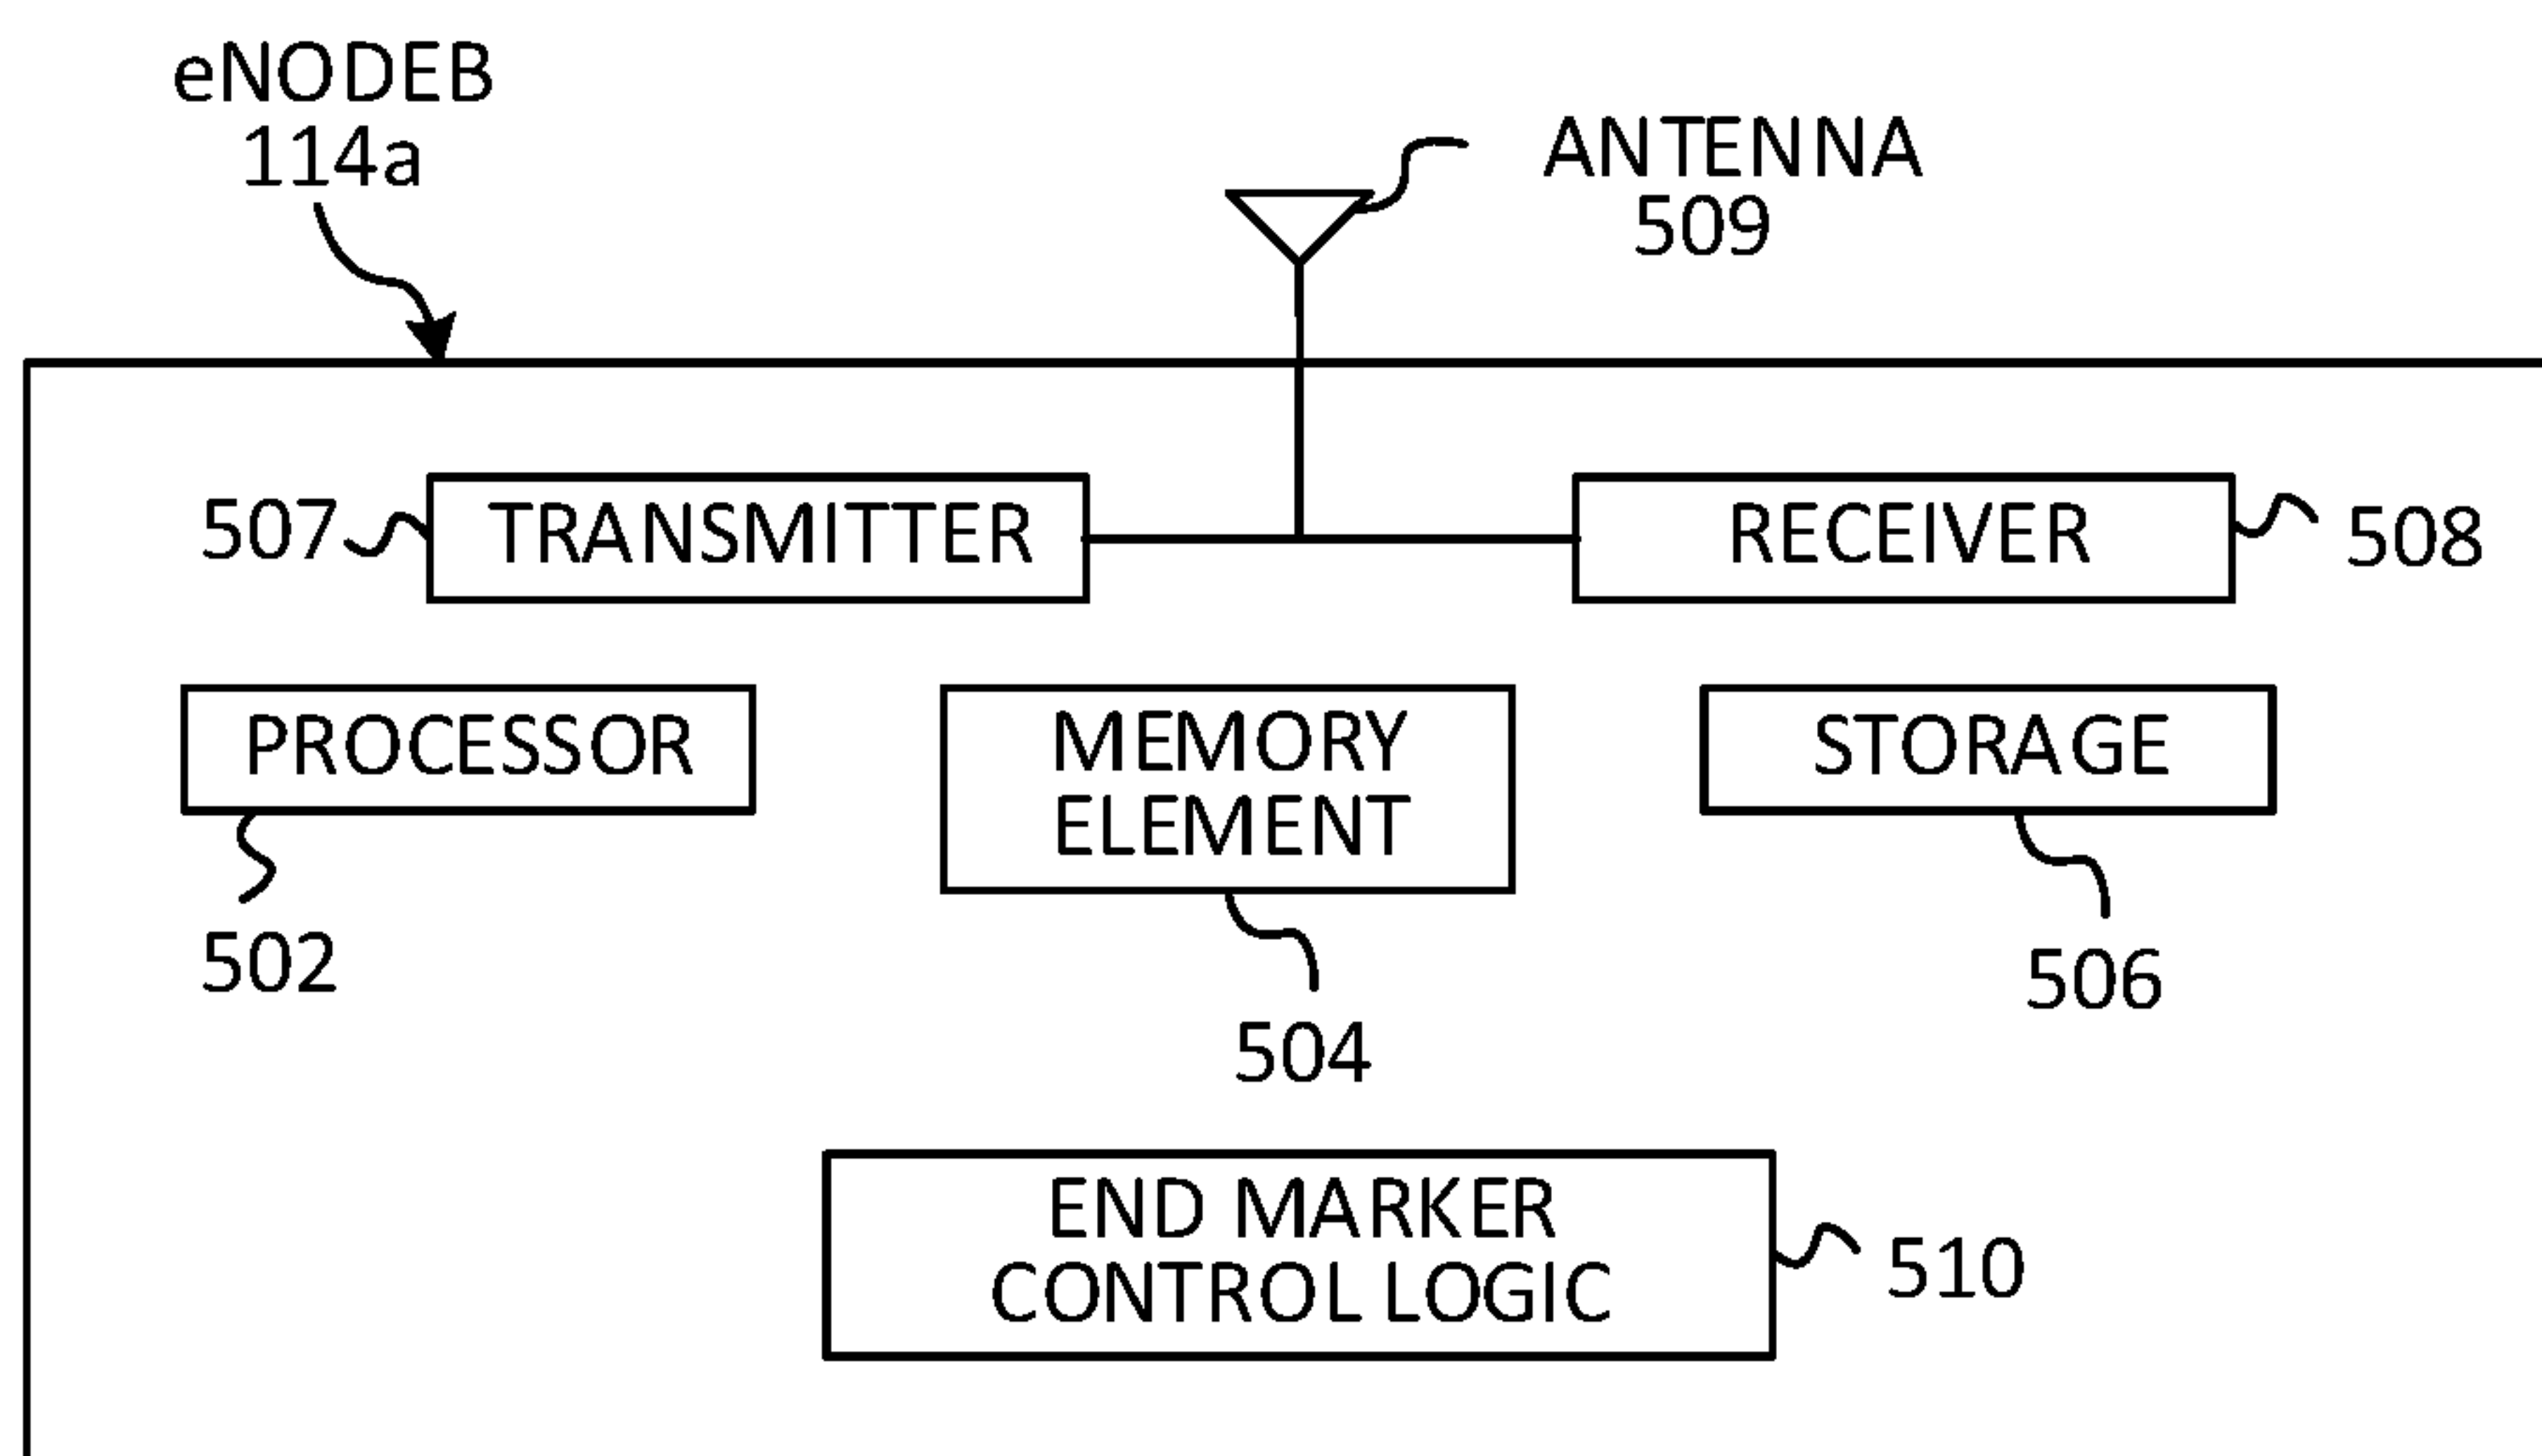 eNODEB
114a
ANTENNA
509
507
TRANSMITTER
RECEIVER
508
PROCESSOR
MEMORY
ELEMENT
STORAGE
502
504
506
END MARKER
CONTROL LOGIC
510